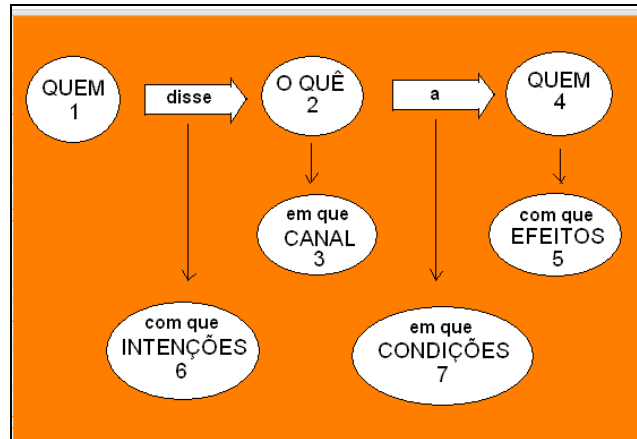 QUEM
1
disse
O QUÊ
2
a
QUEM
4
em que
CANAL
3
com que
EFEITOS
5
com que
INTENÇÕES
6
em que
CONDIÇÕES
7